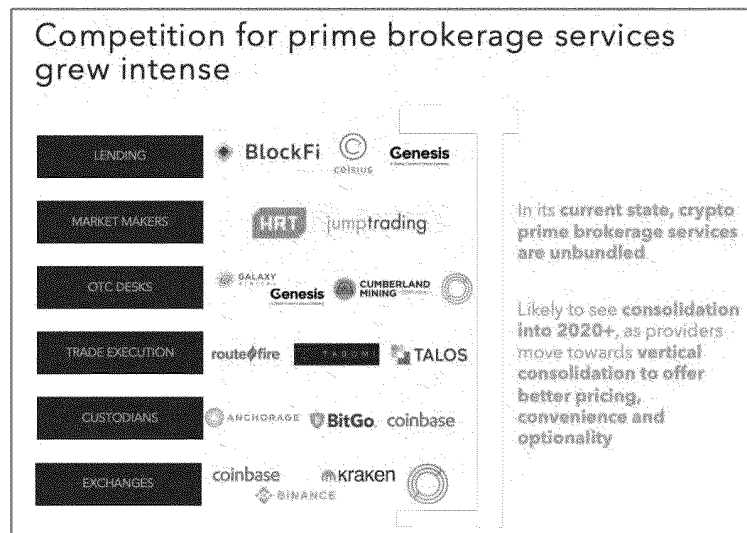 Competition for prime brokerage services
grew intense
LENDING
BlockFi
celsius
Genesis
MARKET MAKERS
HRT
jumptrading
In its current state, crypto
prime brokerage services
are unbundled
OTC DESKS
GALAXY
Genesis
CUMBERLAND
MINING
Likely to see consolidation
into 2020+, as providers
move towards vertical
consolidation to offer
better pricing,
convenience and
optionality
TRADE EXECUTION
routefire
TAGOMI
TALOS
CUSTODIANS
ANCHORAGE
BitGo
coinbase
EXCHANGES
coinbase
kraken
BINANCE